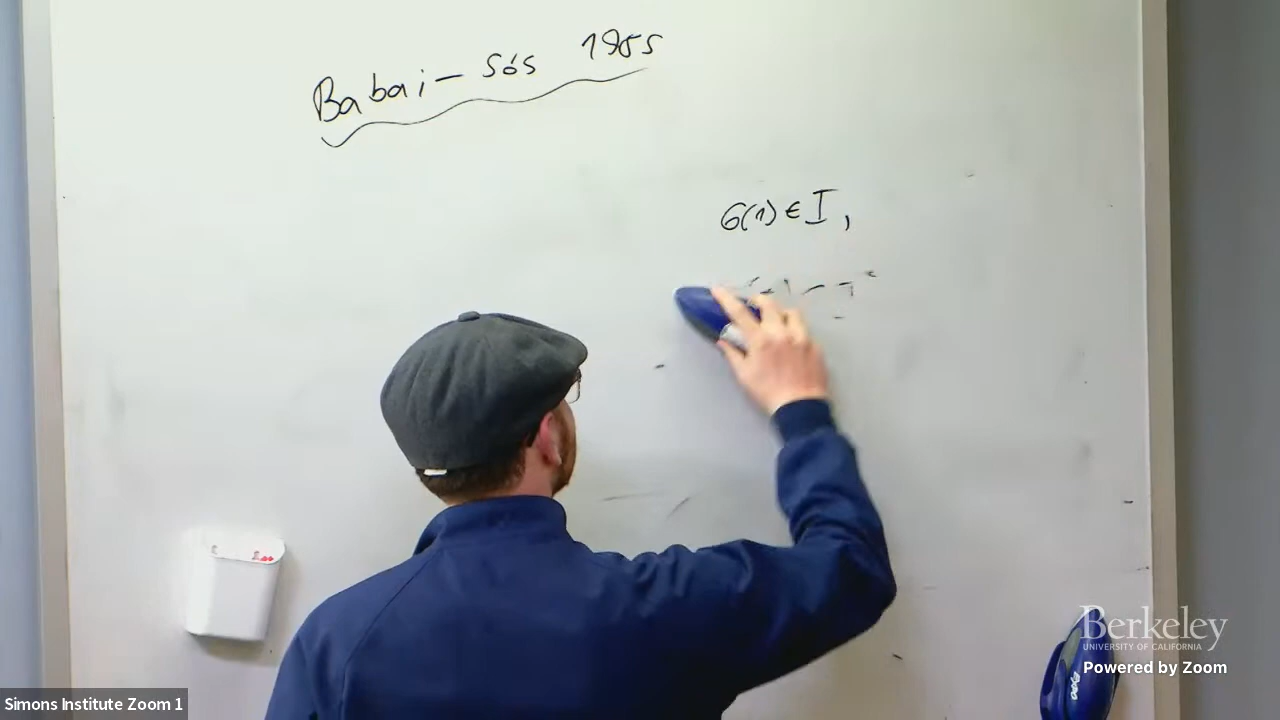 Babai – Sós 1985
G(1) ∈ I,
Berkeley
UNIVERSITY OF CALIFORNIA
Powered by Zoom
Simons Institute Zoom 1